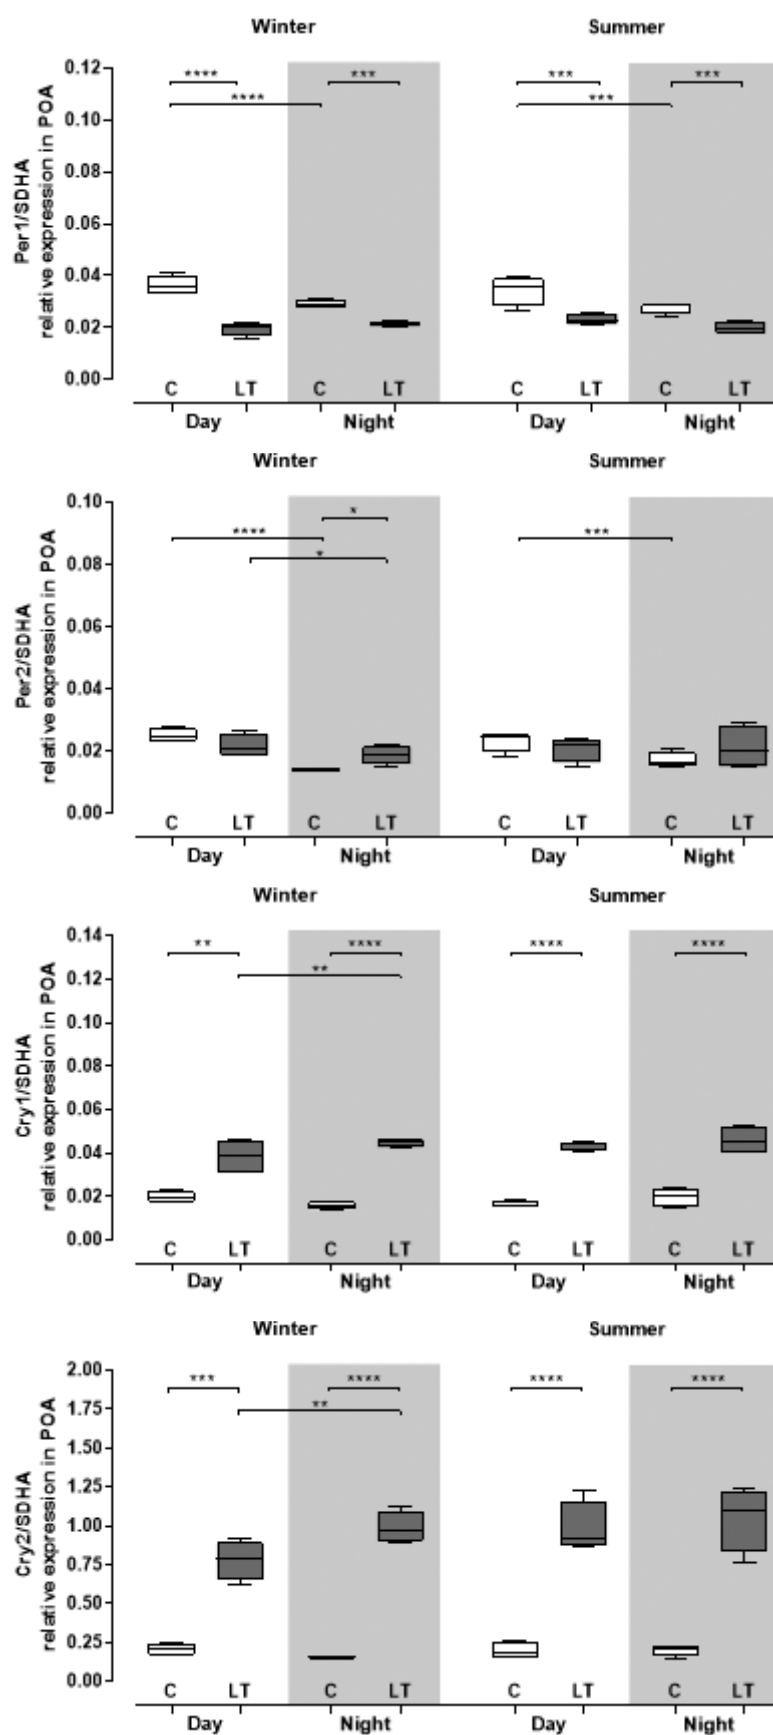 Winter Summer
Per1/SDHA
relative expression in POA
0.12
0.10
0.08
0.06
0.04
0.02
0.00
**** *** *** ***
**** ***
C LT C LT C LT C LT
Day Night Day Night
Winter Summer
Per2/SDHA
relative expression in POA
0.10
0.08
0.06
0.04
0.02
0.00
*
**** ***
*
C LT C LT C LT C LT
Day Night Day Night
Winter Summer
Cry1/SDHA
relative expression in POA
0.14
0.12
0.10
0.08
0.06
0.04
0.02
0.00
** **** **** ****
**
C LT C LT C LT C LT
Day Night Day Night
Winter Summer
Cry2/SDHA
relative expression in POA
2.00
1.75
1.50
1.25
1.00
0.75
0.50
0.25
0.00
*** **** **** ****
**
C LT C LT C LT C LT
Day Night Day Night